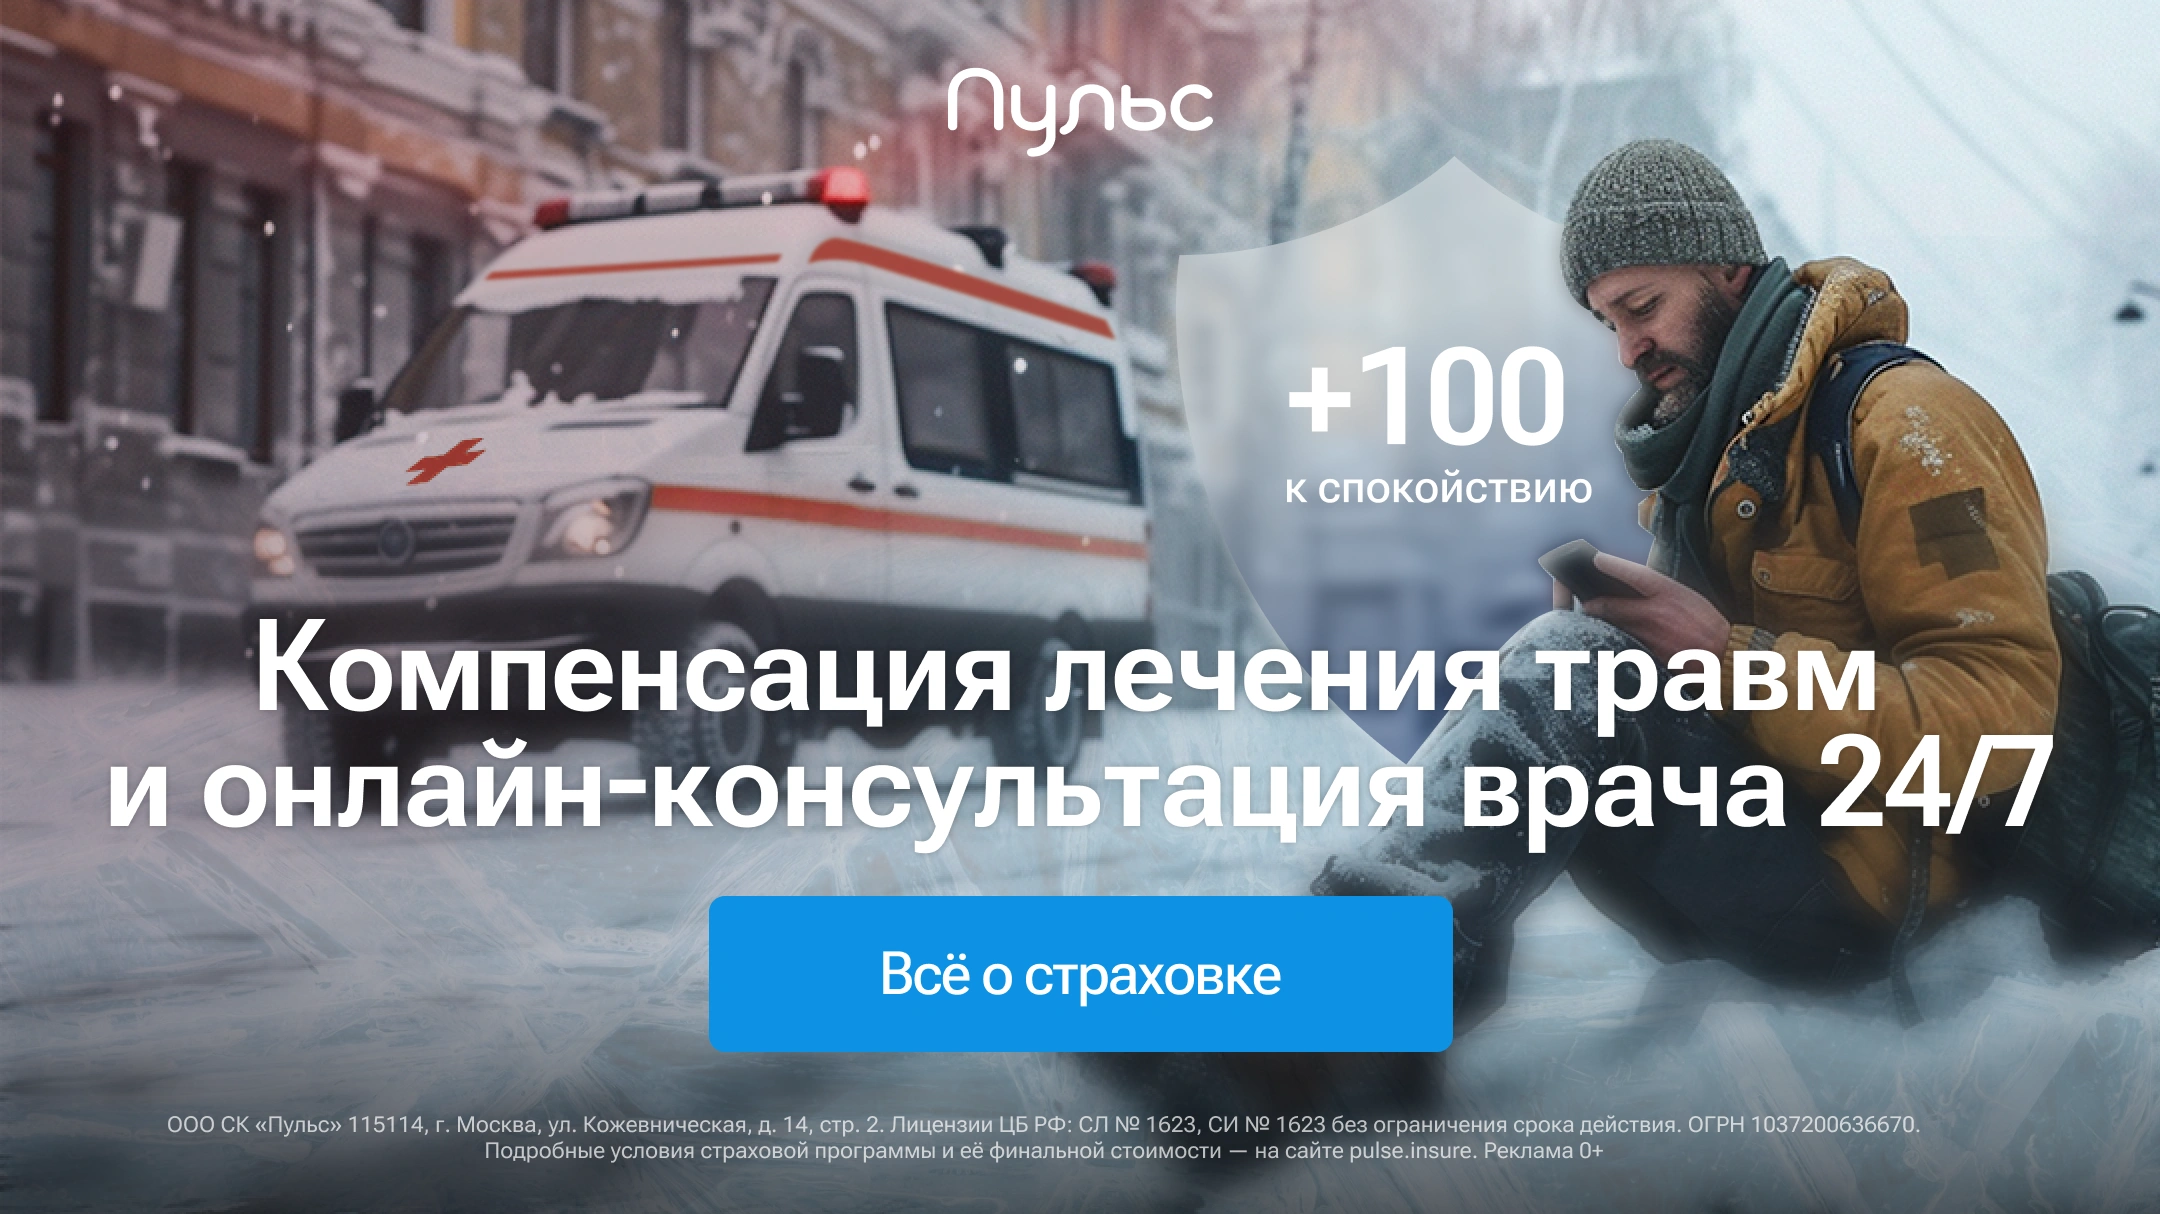 Пульс
+100
к спокойствию
Компенсация лечения травм
и онлайн-консультация врача 24/7
Всё о страховке
ООО СК «Пульс» 115114, г. Москва, ул. Кожевническая, д. 14, стр. 2. Лицензии ЦБ РФ: СЛ № 1623, СИ № 1623 без ограничения срока действия. ОГРН 1037200636670.
Подробные условия страховой программы и её финальной стоимости — на сайте pulse.insure. Реклама 0+